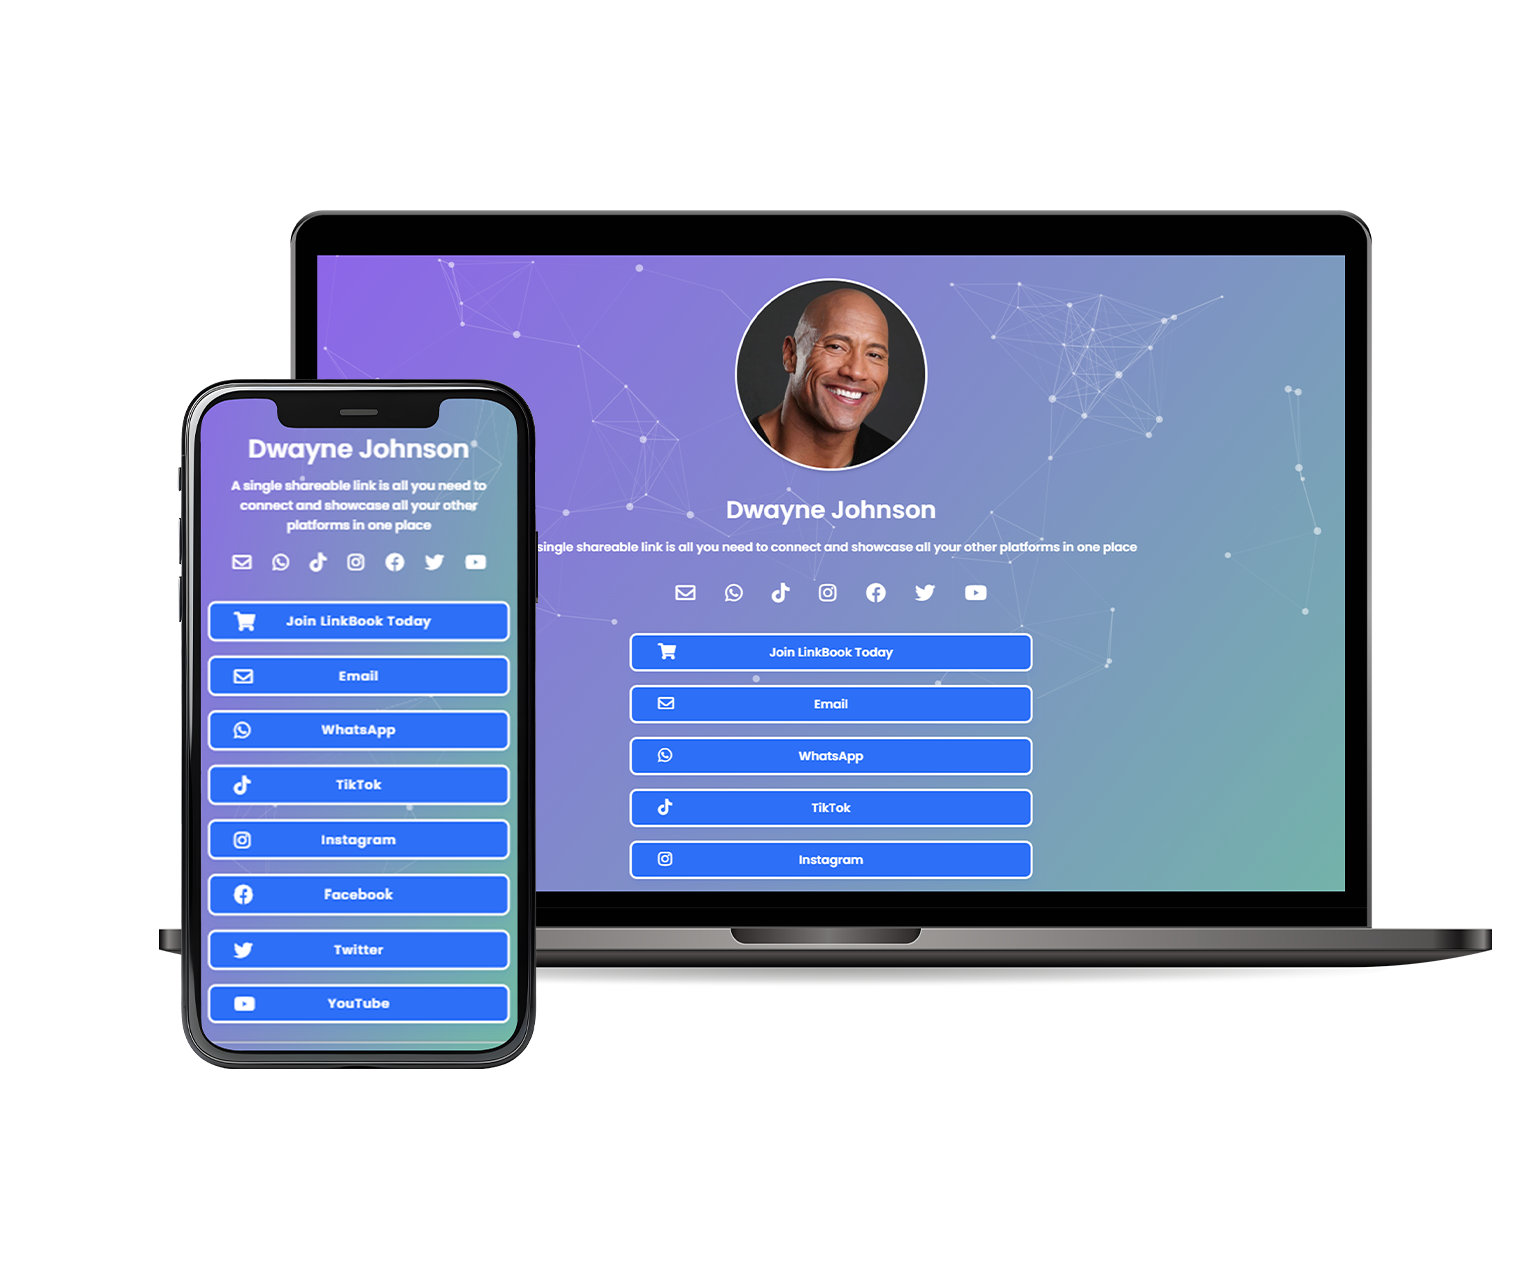 Dwayne Johnson
A single shareable link is all you need to
connect and showcase all your other
platforms in one place
Join LinkBook Today
Email
WhatsApp
TikTok
Instagram
Facebook
Twitter
YouTube
Dwayne Johnson
single shareable link is all you need to connect and showcase all your other platforms in one place
Join LinkBook Today
Email
WhatsApp
TikTok
Instagram